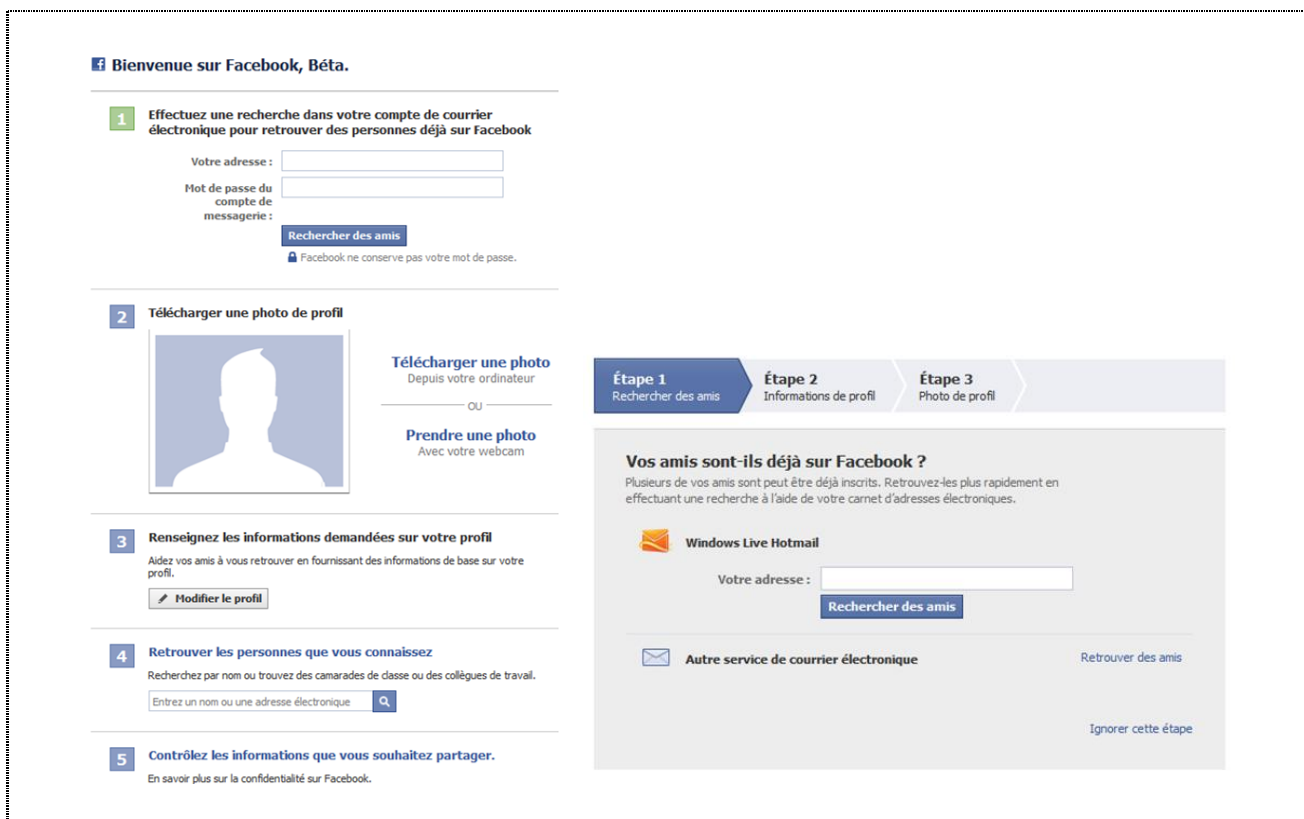 Bienvenue sur Facebook, Béta.
1
Effectuez une recherche dans votre compte de courrier
électronique pour retrouver des personnes déjà sur Facebook
Votre adresse :
Mot de passe du
compte de
messagerie :
Rechercher des amis
Facebook ne conserve pas votre mot de passe.
2
Télécharger une photo de profil
Télécharger une photo
Depuis votre ordinateur
OU
Prendre une photo
Avec votre webcam
3
Renseignez les informations demandées sur votre profil
Aidez vos amis à vous retrouver en fournissant des informations de base sur votre
profil.
Modifier le profil
4
Retrouver les personnes que vous connaissez
Recherchez par nom ou trouvez des camarades de classe ou des collègues de travail.
Entrez un nom ou une adresse électronique
5
Contrôlez les informations que vous souhaitez partager.
En savoir plus sur la confidentialité sur Facebook.
Étape 1
Rechercher des amis
Étape 2
Informations de profil
Étape 3
Photo de profil
Vos amis sont-ils déjà sur Facebook ?
Plusieurs de vos amis sont peut être déjà inscrits. Retrouvez-les plus rapidement en
effectuant une recherche à l'aide de votre carnet d'adresses électroniques.
Windows Live Hotmail
Votre adresse :
Rechercher des amis
Autre service de courrier électronique
Retrouver des amis
Ignorer cette étape